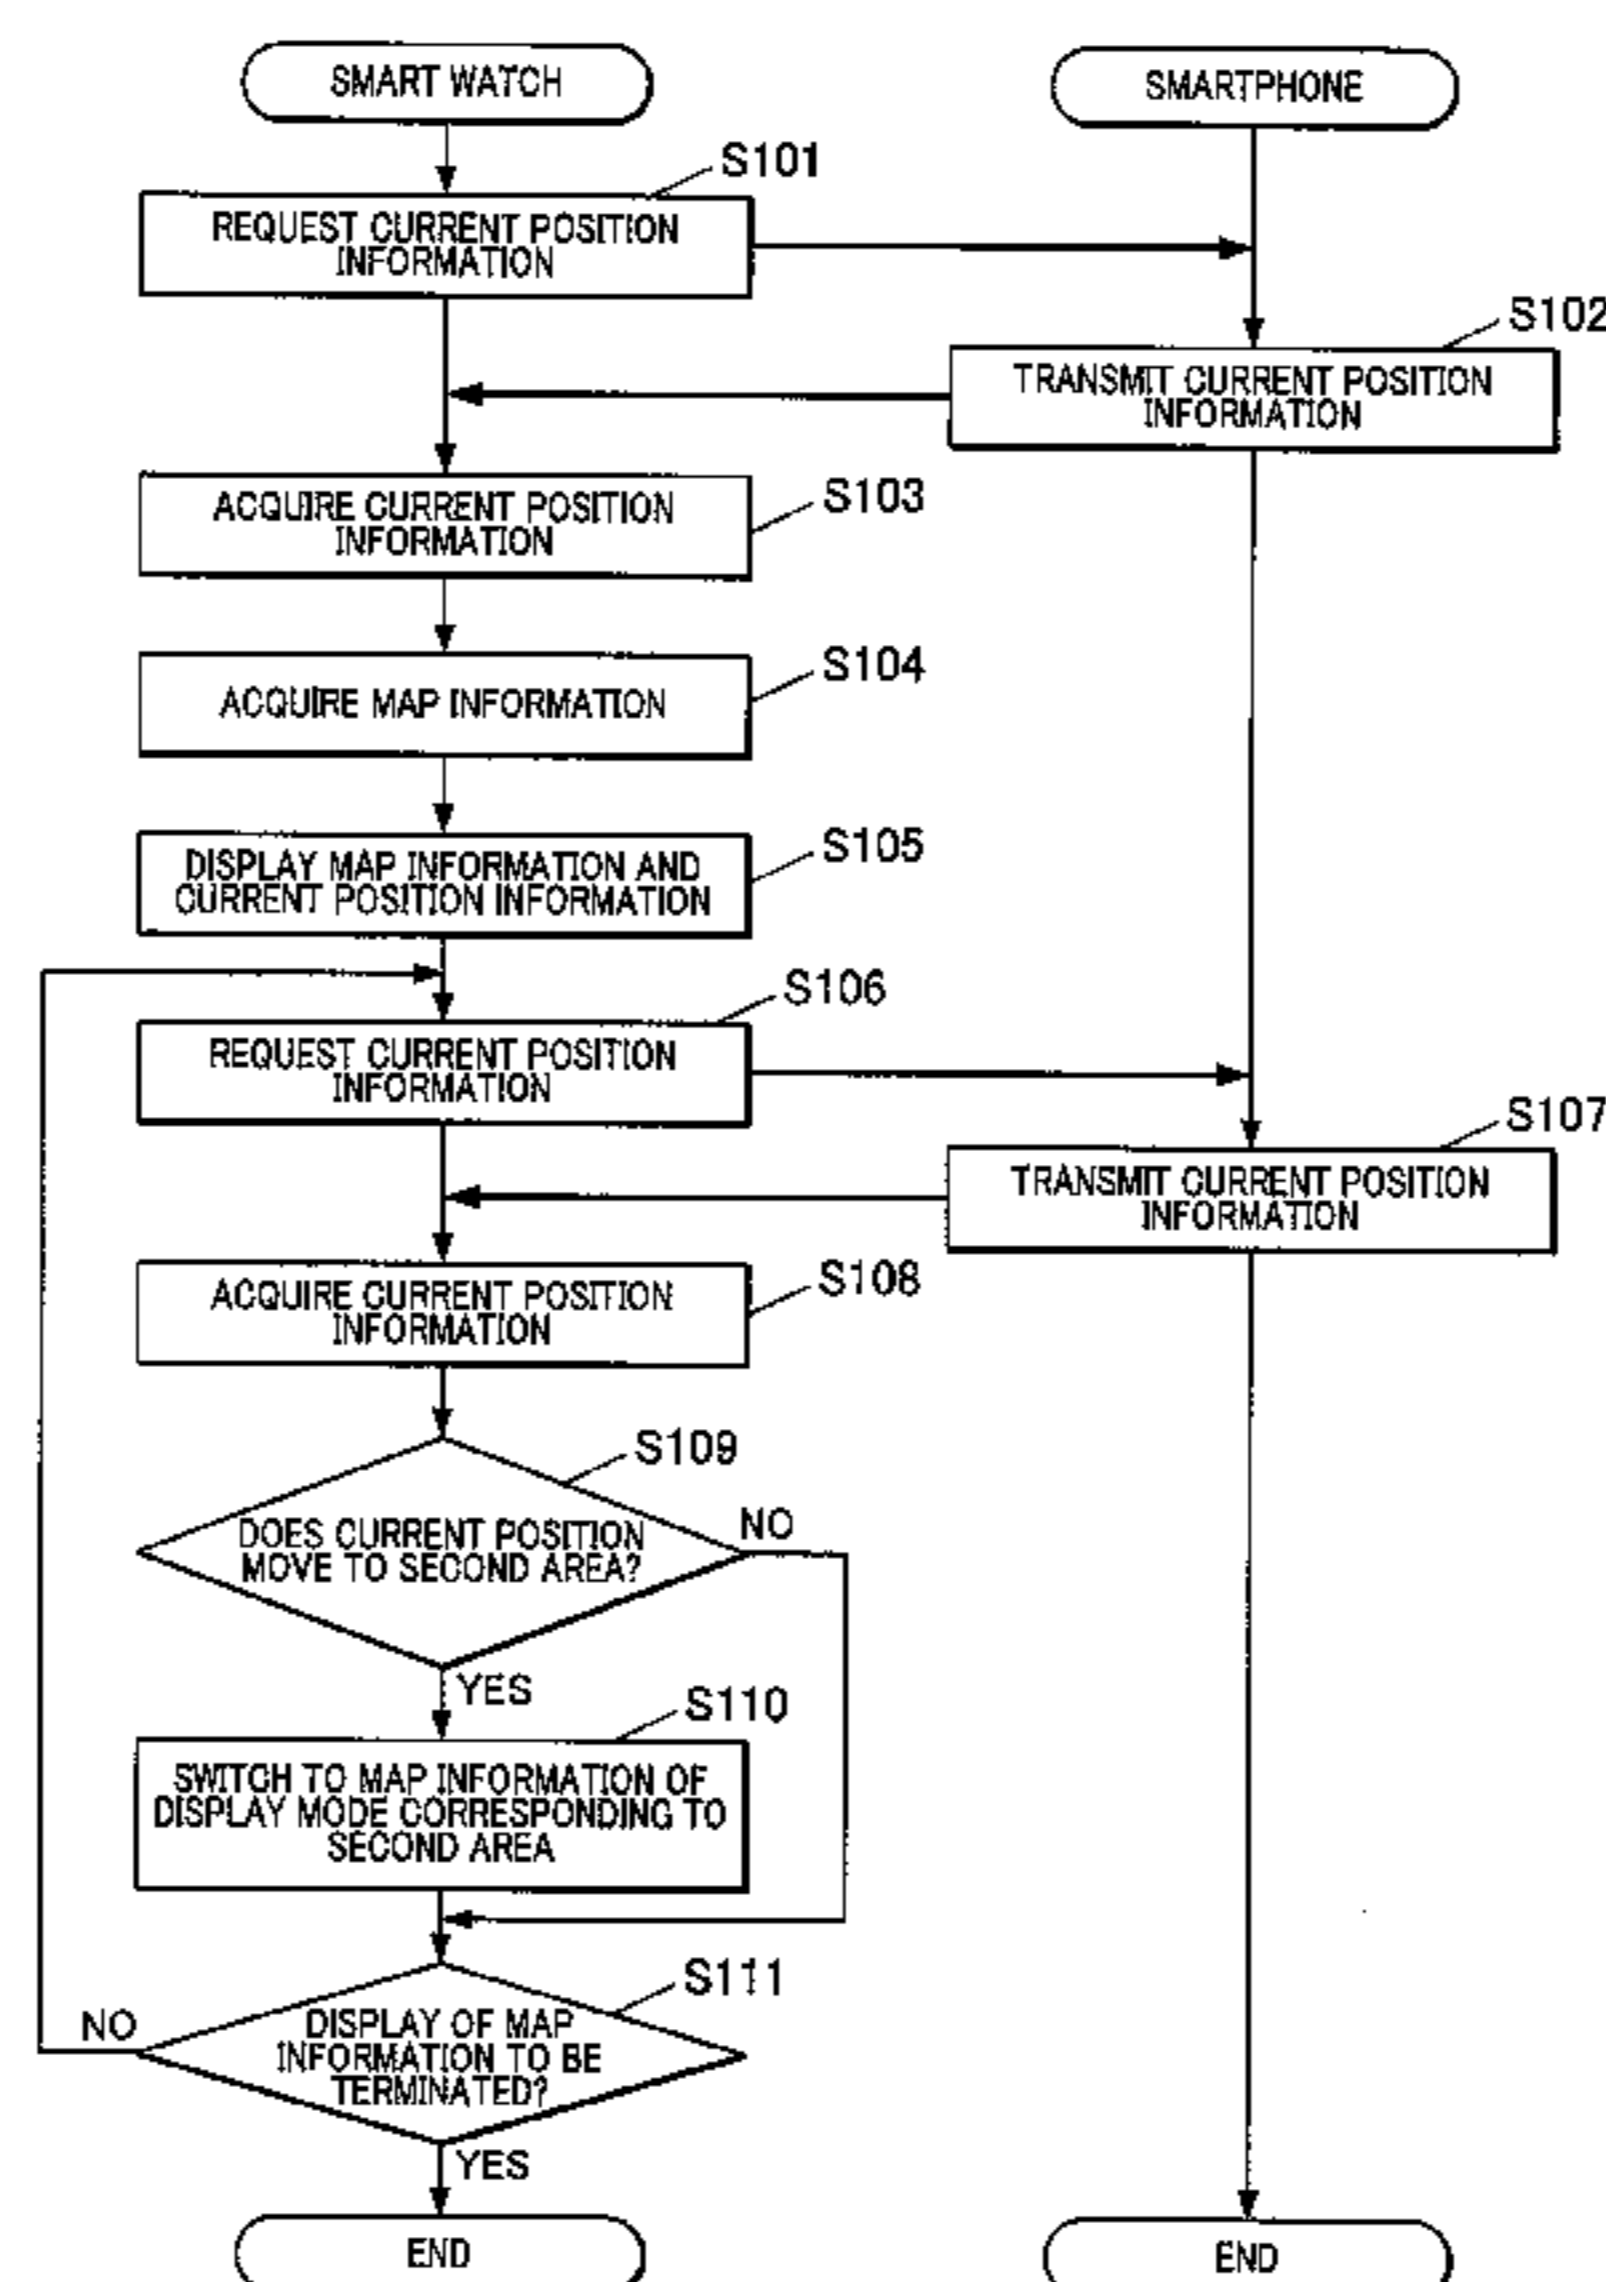 SMART WATCH
SMARTPHONE
S101
REQUEST CURRENT POSITION
INFORMATION
S102
TRANSMIT CURRENT POSITION
INFORMATION
S103
ACQUIRE CURRENT POSITION
INFORMATION
S104
ACQUIRE MAP INFORMATION
S105
DISPLAY MAP INFORMATION AND
CURRENT POSITION INFORMATION
S106
REQUEST CURRENT POSITION
INFORMATION
S107
TRANSMIT CURRENT POSITION
INFORMATION
S108
ACQUIRE CURRENT POSITION
INFORMATION
S109
DOES CURRENT POSITION
MOVE TO SECOND AREA?
NO
YES
S110
SWITCH TO MAP INFORMATION OF
DISPLAY MODE CORRESPONDING TO
SECOND AREA
S111
DISPLAY OF MAP
INFORMATION TO BE
TERMINATED?
NO
YES
END
END